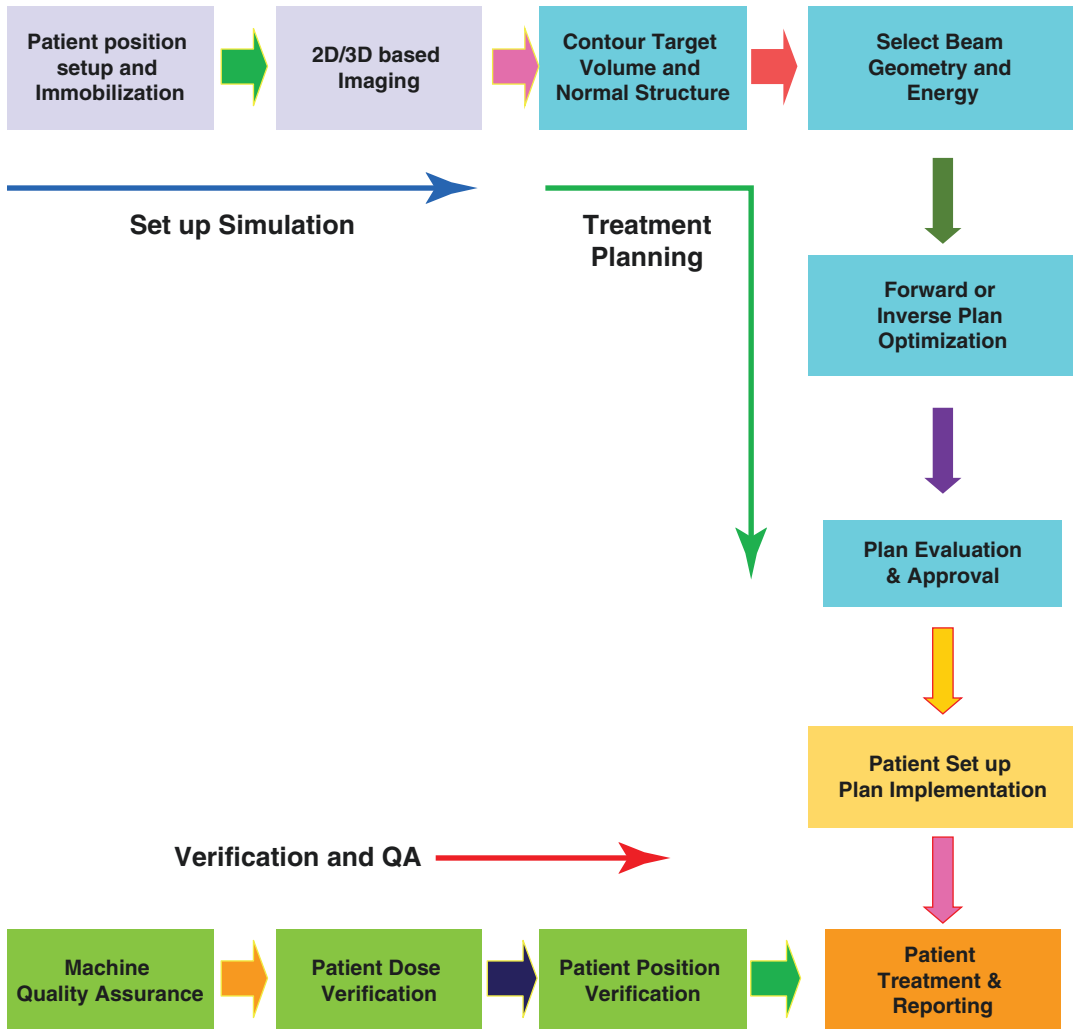 Patient position
setup and
Immobilization
2D/3D based
Imaging
Contour Target
Volume and
Normal Structure
Select Beam
Geometry and
Energy
Set up Simulation
Treatment
Planning
Forward or
Inverse Plan
Optimization
Plan Evaluation
& Approval
Patient Set up
Plan Implementation
Verification and QA
Machine
Quality Assurance
Patient Dose
Verification
Patient Position
Verification
Patient
Treatment &
Reporting